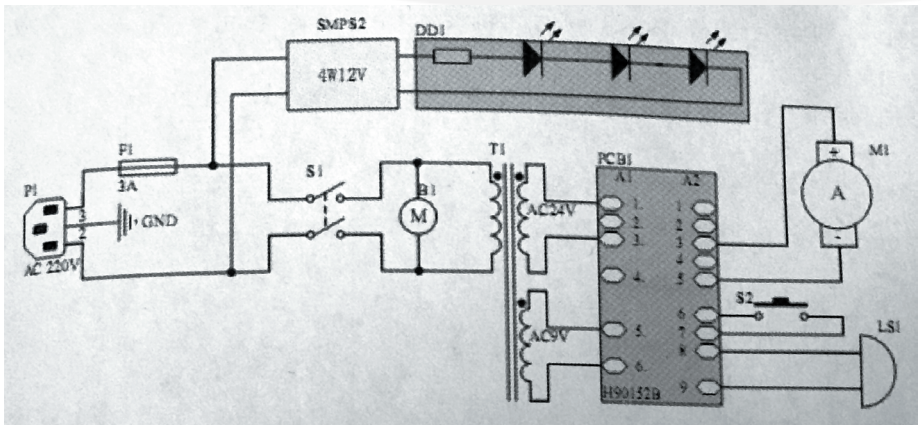 SMPS2
DD1
4W12V
F1
3A
S1
B1
M
T1
PCB1
A1 A2
M1
+
A
-
P1
3
2
GND
AC 220V
AC24V
AC9V
1.
2.
3.
4.
5.
6.
1
2
3
4
5
6
7
8
9
S2
LS1
H90152B